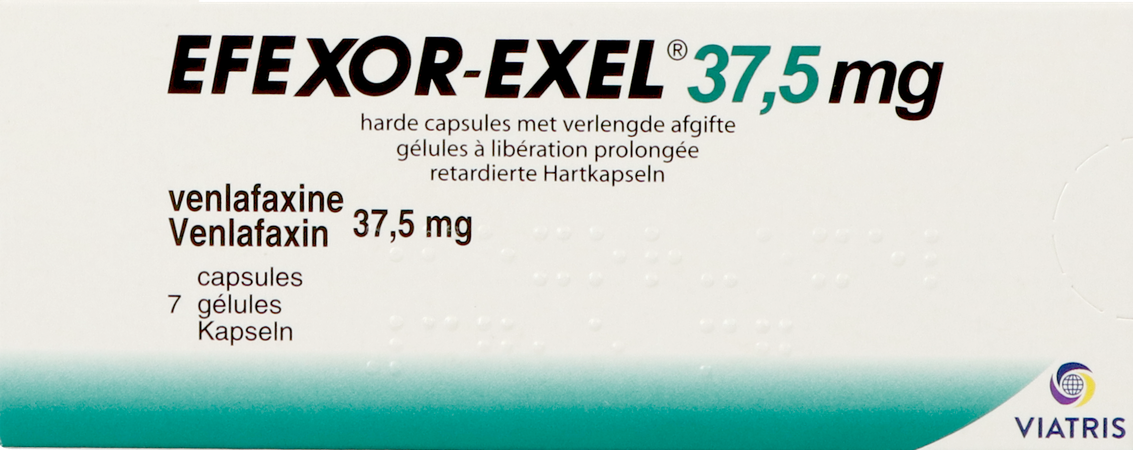 EFEXOR-EXEL® 37,5 mg
harde capsules met verlengde afgifte
gélules à libération prolongée
retardierte Hartkapseln
venlafaxine
Venlafaxin
37,5 mg
capsules
7 gélules
Kapseln
VIATRIS